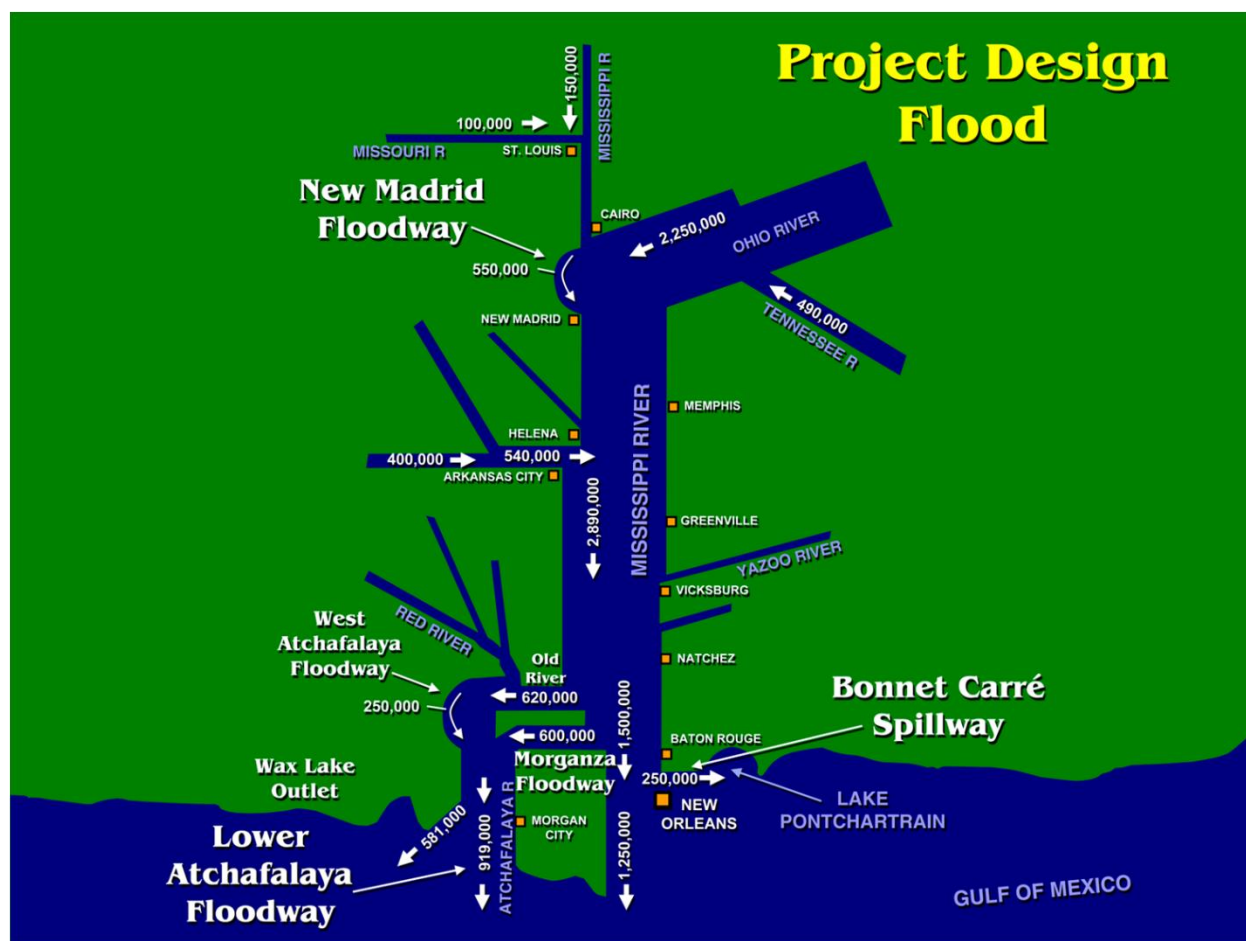 Project Design
Flood
150,000
MISSISSIPPI R
100,000
MISSOURI R
ST. LOUIS
New Madrid
Floodway
CAIRO
2,250,000
OHIO RIVER
550,000
490,000
TENNESSEE R
NEW MADRID
MISSISSIPPI RIVER
MEMPHIS
HELENA
400,000
540,000
ARKANSAS CITY
2,890,000
GREENVILLE
YAZOO RIVER
VICKSBURG
RED RIVER
West
Atchafalaya
Floodway
Old
River
NATCHEZ
250,000
620,000
1,500,000
Bonnet Carré
Spillway
600,000
BATON ROUGE
Morganza
Floodway
Wax Lake
Outlet
250,000
NEW
ORLEANS
LAKE
PONTCHARTRAIN
581,000
919,000
ATCHAFALAYA R
MORGAN
CITY
1,250,000
Lower
Atchafalaya
Floodway
GULF OF MEXICO